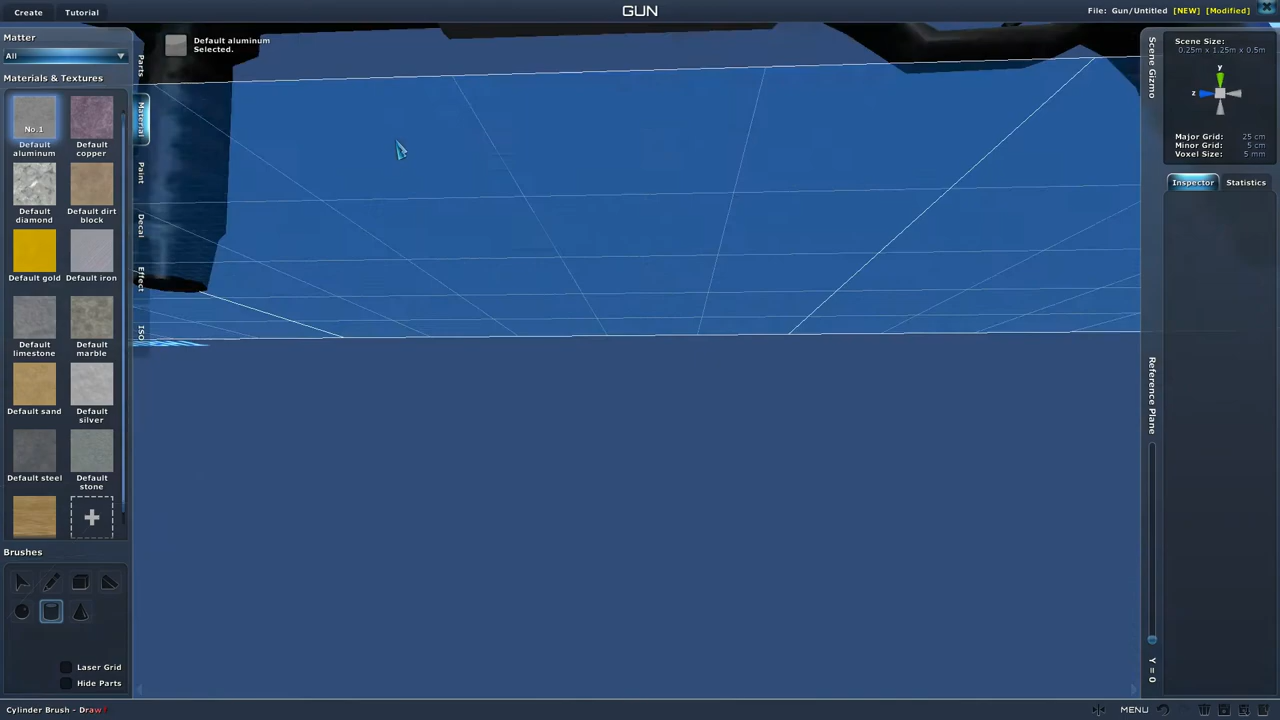 Create
Tutorial
GUN
File: Gun/Untitled [NEW] [Modified]
Matter
All
Materials & Textures
No.1
Default aluminum
Default copper
Default diamond
Default dirt block
Default gold
Default iron
Default limestone
Default marble
Default sand
Default silver
Default steel
Default stone
Brushes
Laser Grid
Hide Parts
Cylinder Brush - Draw
Parts
Material
Paint
Decal
Effect
ISO
Default aluminum
Selected.
Scene Gizmo
Reference Plane
Y = 0
Scene Size:
0.25m x 1.25m x 0.5m
y
z
Major Grid: 25 cm
Minor Grid: 5 cm
Voxel Size: 5 mm
Inspector
Statistics
MENU